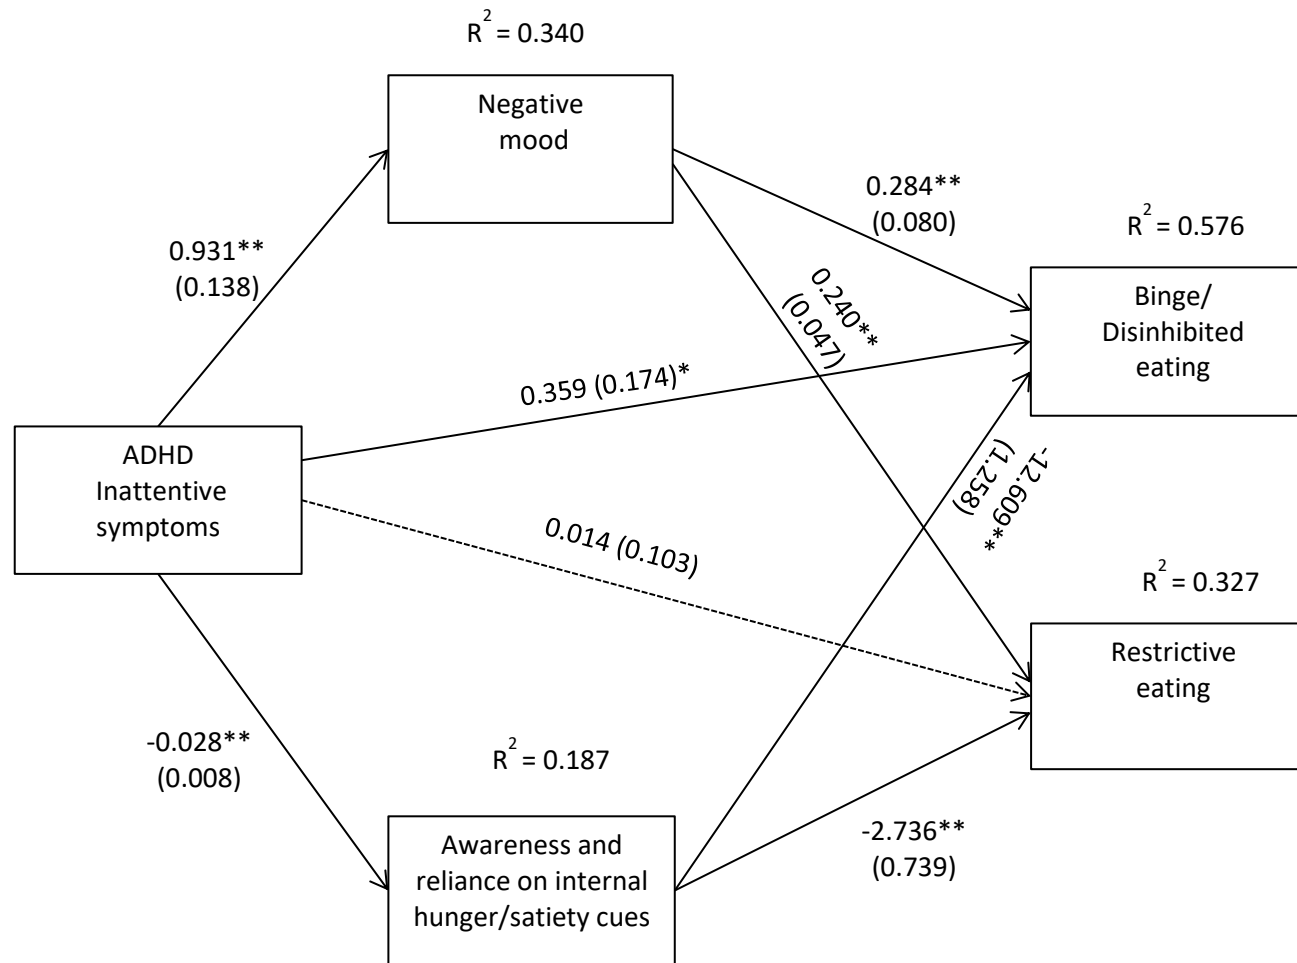 R² = 0.340
Negative
mood
0.284**
(0.080)
R² = 0.576
0.931**
(0.138)
0.240**
(0.047)
Binge/
Disinhibited
eating
0.359 (0.174)*
ADHD
Inattentive
symptoms
-12.609**
(1.258)
0.014 (0.103)
R² = 0.327
Restrictive
eating
-0.028**
(0.008)
R² = 0.187
-2.736**
(0.739)
Awareness and
reliance on internal
hunger/satiety cues